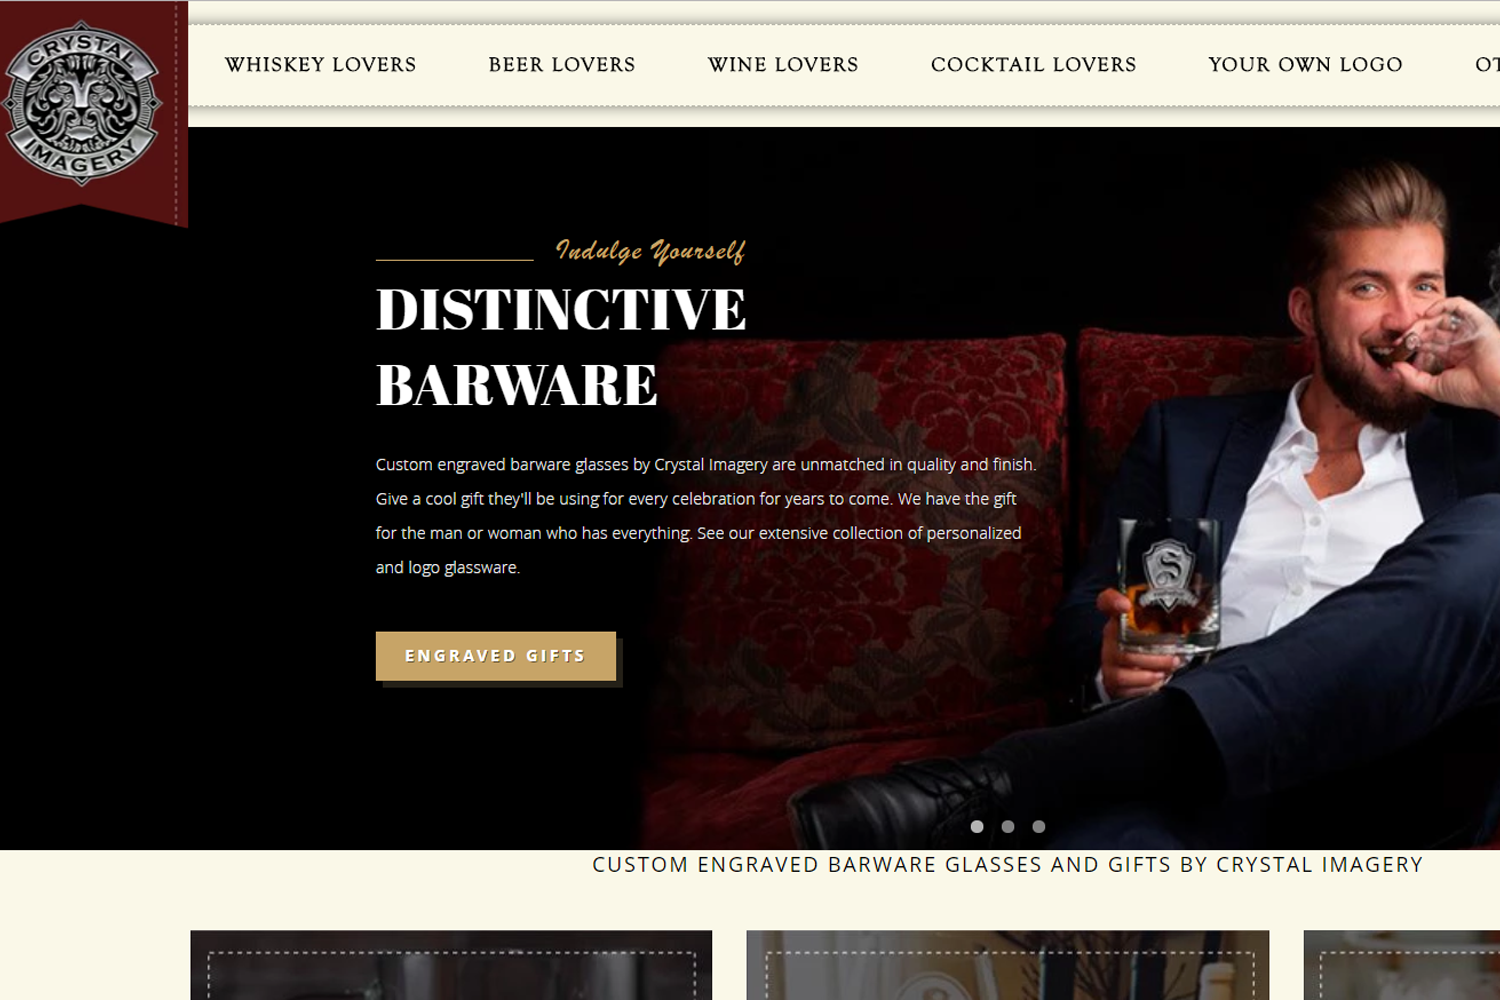 CRYSTAL
IMAGERY
WHISKEY LOVERS
BEER LOVERS
WINE LOVERS
COCKTAIL LOVERS
YOUR OWN LOGO
Indulge Yourself
DISTINCTIVE
BARWARE
Custom engraved barware glasses by Crystal Imagery are unmatched in quality and finish.
Give a cool gift they'll be using for every celebration for years to come. We have the gift
for the man or woman who has everything. See our extensive collection of personalized
and logo glassware.
S
ENGRAVED GIFTS
CUSTOM ENGRAVED BARWARE GLASSES AND GIFTS BY CRYSTAL IMAGERY